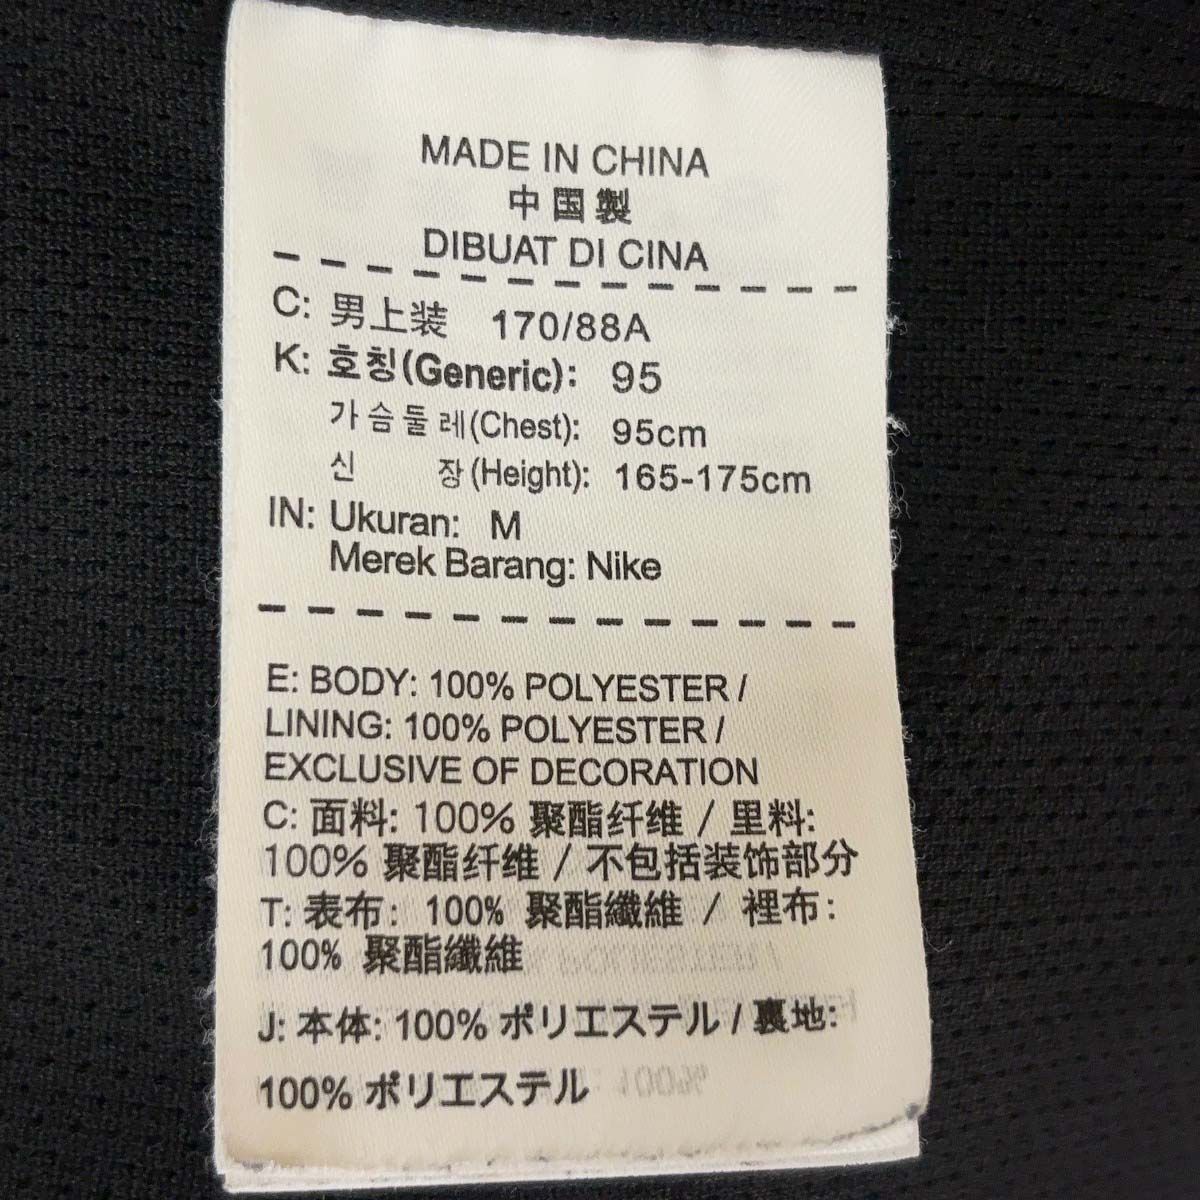 MADE IN CHINA
中国製
DIBUAT DI CINA
C: 男上装 170/88A
K: 호칭(Generic): 95
가슴둘레(Chest): 95cm
신 장(Height): 165-175cm
IN: Ukuran: M
Merek Barang: Nike
E: BODY: 100% POLYESTER /
LINING: 100% POLYESTER /
EXCLUSIVE OF DECORATION
C: 面料: 100% 聚酯纤维 / 里料:
100% 聚酯纤维 / 不包括装饰部分
T: 表布: 100% 聚酯纖維 / 裡布:
100% 聚酯纖維
J: 本体: 100% ポリエステル / 裏地:
100% ポリエステル